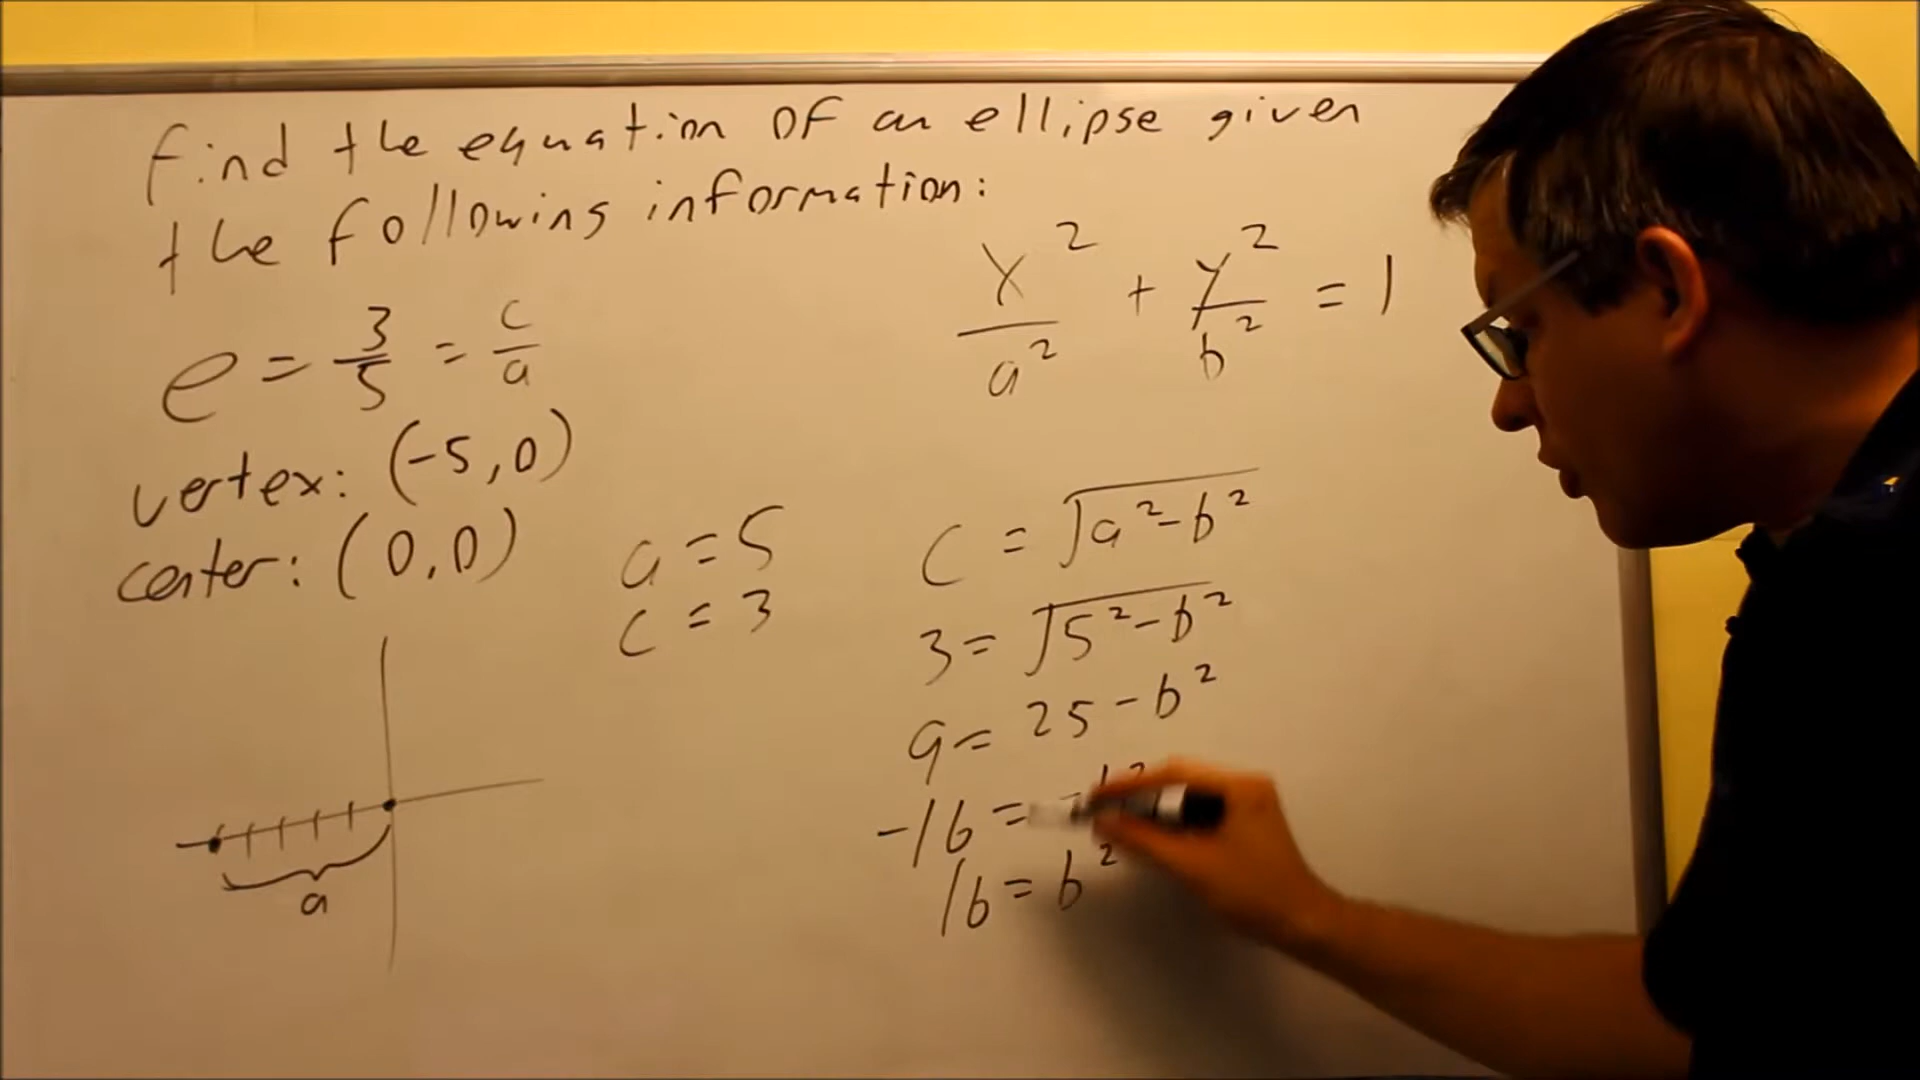 Find the equation of an ellipse given
the following information:
x²/a² + y²/b² = 1
e = 3/5 = c/a
vertex: (-5,0)
center: (0,0)
a = 5
c = 3
c = √(a²-b²)
3 = √(5²-b²)
9 = 25 - b²
-16 =
16 = b²
a